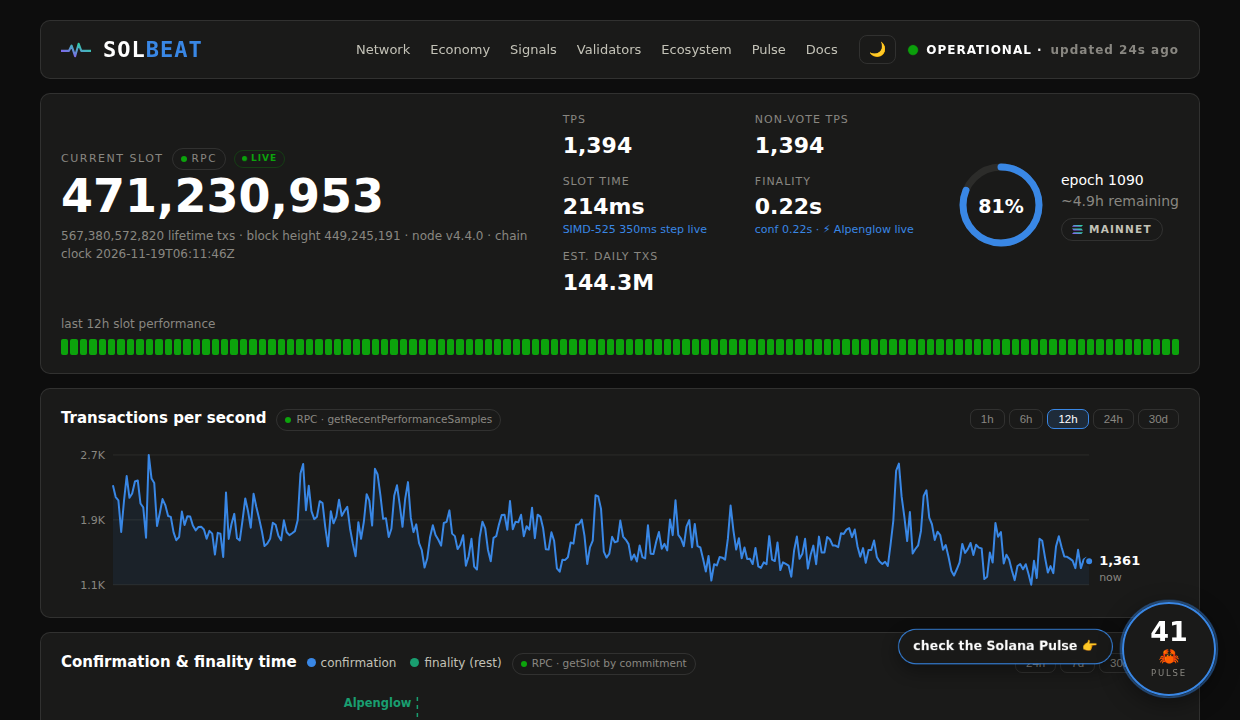 SOLBEAT
Network Economy Signals Validators Ecosystem Pulse Docs
OPERATIONAL · updated 24s ago
CURRENT SLOT RPC LIVE
471,230,953
567,380,572,820 lifetime txs · block height 449,245,191 · node v4.4.0 · chain
clock 2026-11-19T06:11:46Z
TPS
1,394
NON-VOTE TPS
1,394
SLOT TIME
214ms
SIMD-525 350ms step live
FINALITY
0.22s
conf 0.22s · ⚡ Alpenglow live
EST. DAILY TXS
144.3M
81%
epoch 1090
~4.9h remaining
MAINNET
last 12h slot performance
Transactions per second RPC · getRecentPerformanceSamples
1h 6h 12h 24h 30d
2.7K
1.9K
1.1K
1,361
now
Confirmation & finality time confirmation finality (rest) RPC · getSlot by commitment
Alpenglow
check the Solana Pulse 👉
41
🦀
PULSE